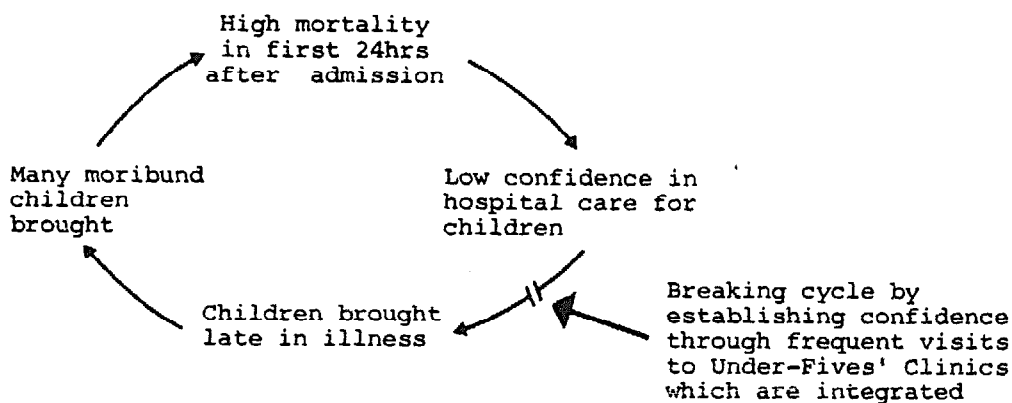 High mortality
in first 24hrs
after admission
Many moribund
children
brought
Low confidence in
hospital care for
children
Children brought
late in illness
Breaking cycle by
establishing confidence
through frequent visits
to Under-Fives' Clinics
which are integrated